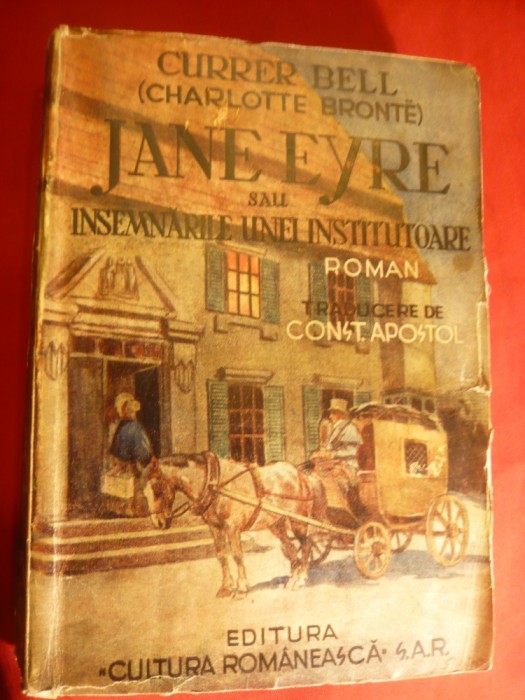 CURRER BELL
(CHARLOTTE BRONTË)
JANE EYRE
SAU
INSEMNĂRILE UNEI INSTITUTOARE
ROMAN
TRADUCERE DE
CONST. APOSTOL
EDITURA
"CULTURA ROMÂNEASCĂ" S.A.R.